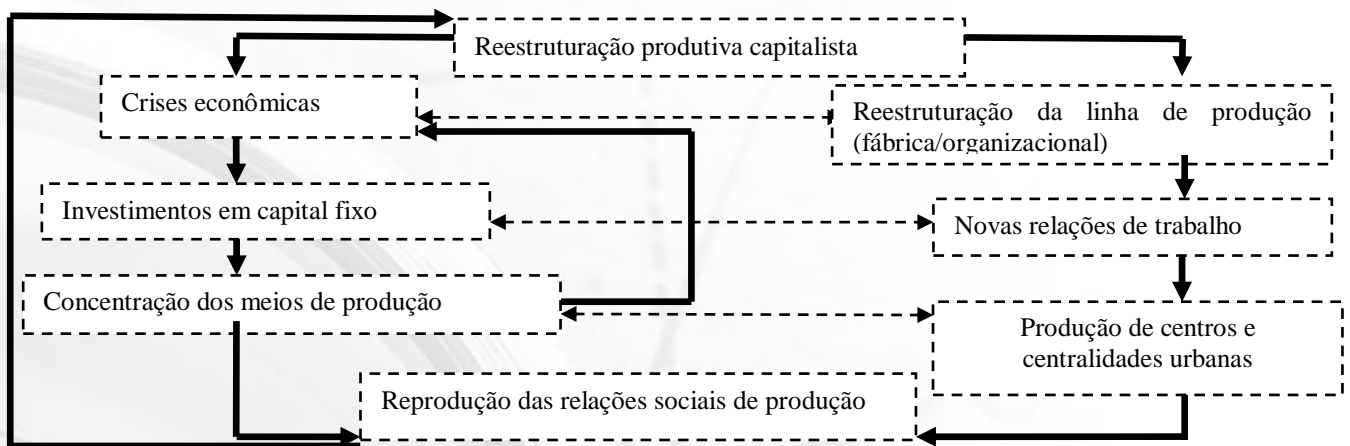 Reestruturação produtiva capitalista
Crises econômicas
Reestruturação da linha de produção
(fábrica/organizacional)
Investimentos em capital fixo
Novas relações de trabalho
Concentração dos meios de produção
Produção de centros e
centralidades urbanas
Reprodução das relações sociais de produção